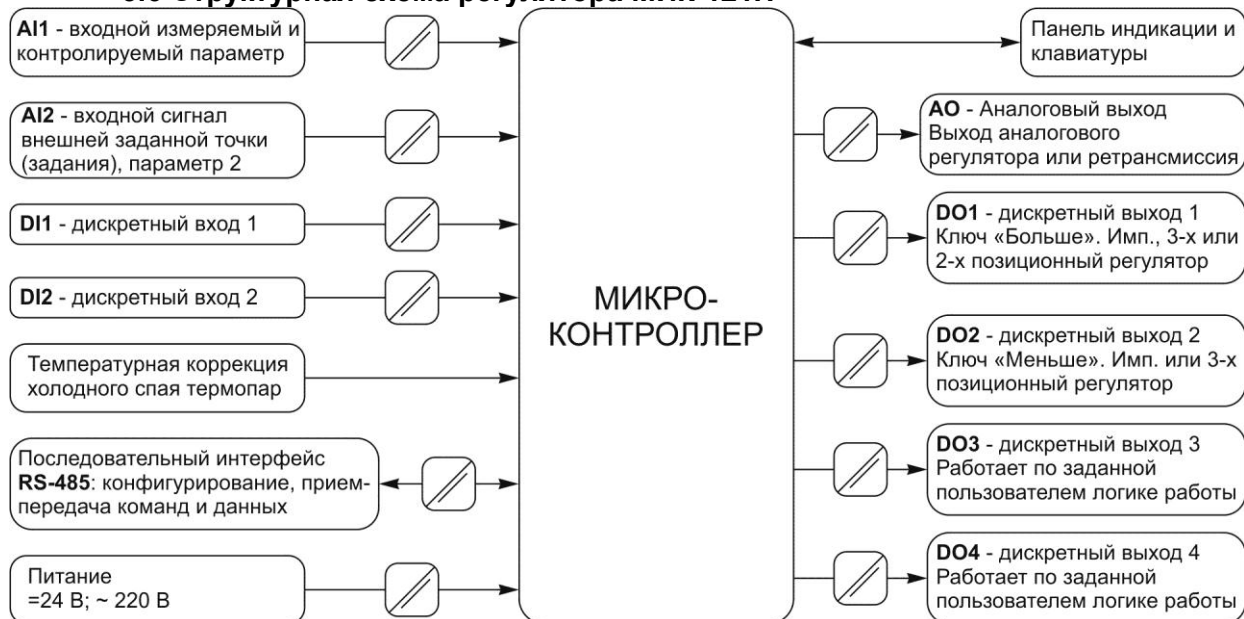 Структурная схема регулятора
AI1 - входной измеряемый и
контролируемый параметр
AI2 - входной сигнал
внешней заданной точки
(задания), параметр 2
DI1 - дискретный вход 1
DI2 - дискретный вход 2
Температурная коррекция
холодного спая термопар
Последовательный интерфейс
RS-485: конфигурирование, прием-
передача команд и данных
Питание
=24 В; ~ 220 В
МИКРО-
КОНТРОЛЛЕР
Панель индикации и
клавиатуры
AO - Аналоговый выход
Выход аналогового
регулятора или ретрансмиссия
DO1 - дискретный выход 1
Ключ «Больше». Имп., 3-х или
2-х позиционный регулятор
DO2 - дискретный выход 2
Ключ «Меньше». Имп. или 3-х
позиционный регулятор
DO3 - дискретный выход 3
Работает по заданной
пользователем логике работы
DO4 - дискретный выход 4
Работает по заданной
пользователем логике работы